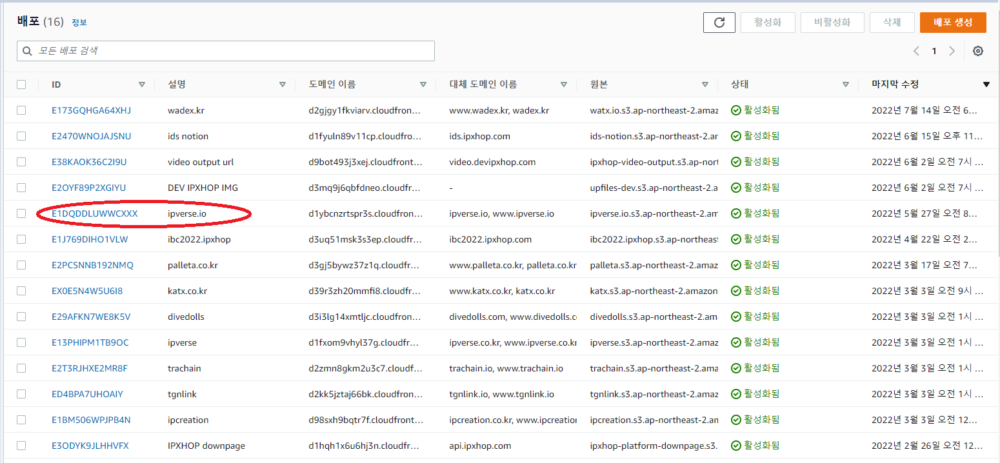 배포 (16) 정보 활성화 비활성화 삭제 배포 생성
모든 배포 검색 1
ID 설명 도메인 이름 대체 도메인 이름 원본 상태 마지막 수정
E173GQHGA64XHJ wadex.kr d2gjgy1fkviarv.cloudfron... www.wadex.kr, wadex.kr watx.io.s3.ap-northeast-2.amaz 활성화됨 2022년 7월 14일 오전 6...
E2470WNOJAJSNU ids notion d1fyuln89v11cp.cloudfro... ids.ipxhop.com ids-notion.s3.ap-northeast-2.ar 활성화됨 2022년 6월 15일 오후 11...
E38KAOK36C2I9U video output url d9bot493j3xej.cloudfront... video.devipxhop.com ipxhop-video-output.s3.ap-nort 활성화됨 2022년 6월 2일 오전 7시 ...
E2OYF89P2XGIYU DEV IPXHOP IMG d3mq9j6qbfdneo.cloudfr... - upfiles-dev.s3.ap-northeast-2.a 활성화됨 2022년 6월 2일 오전 7시 ...
E1DQDDLUWWCXXX ipverse.io d1ybcnzrtspr3s.cloudfron... ipverse.io, www.ipverse.io ipverse.io.s3.ap-northeast-2.am 활성화됨 2022년 5월 27일 오전 8...
E1J769DIHO1VLW ibc2022.ipxhop d3uq51msk3s3ep.cloudfr... ibc2022.ipxhop.com ibc2022.ipxhop.s3.ap-northeast 활성화됨 2022년 4월 22일 오전 2...
E2PCSNNB192NMQ palleta.co.kr d3gj5bywz37z1q.cloudfr... www.palleta.co.kr, palleta.co.kr palleta.s3.ap-northeast-2.amaz 활성화됨 2022년 3월 17일 오전 7...
EX0E5N4W5U6I8 katx.co.kr d39r3zh20mmfi8.cloudfr... www.katx.co.kr, katx.co.kr katx.s3.ap-northeast-2.amazon 활성화됨 2022년 3월 3일 오전 9시 ...
E29AFKN7WE8K5V divedolls d3i3lg14xmtljc.cloudfront... divedolls.com, www.divedolls.c divedolls.s3.ap-northeast-2.am 활성화됨 2022년 3월 3일 오전 1시 ...
E13PHIPM1TB9OC ipverse d1fxom9vhyl37g.cloudfr... ipverse.co.kr, www.ipverse.co.kr ipverse.s3.ap-northeast-2.amaz 활성화됨 2022년 3월 3일 오전 1시 ...
E2T3RJHXE2MR8F trachain d2zmn8gkm2u3c7.cloudf... trachain.io, www.trachain.io trachain.s3.ap-northeast-2.ama 활성화됨 2022년 3월 3일 오전 1시 ...
ED4BPA7UHOAIY tgnlink d2kk5jztaj66bk.cloudfron... tgnlink.io, www.tgnlink.io tgnlink.s3.ap-northeast-2.amaz 활성화됨 2022년 3월 3일 오전 1시 ...
E1BM506WPJPB4N ipcreation d98sxh9bqtr7f.cloudfront... ipcreation.co.kr, www.ipcreation ipcreation.s3.ap-northeast-2.an 활성화됨 2022년 3월 3일 오전 12...
E3ODYK9JLHHVFX IPXHOP downpage d1hqh1x6u6hj3n.cloudfr... api.ipxhop.com ipxhop-platform-downpage.s3. 활성화됨 2022년 2월 26일 오전 12...